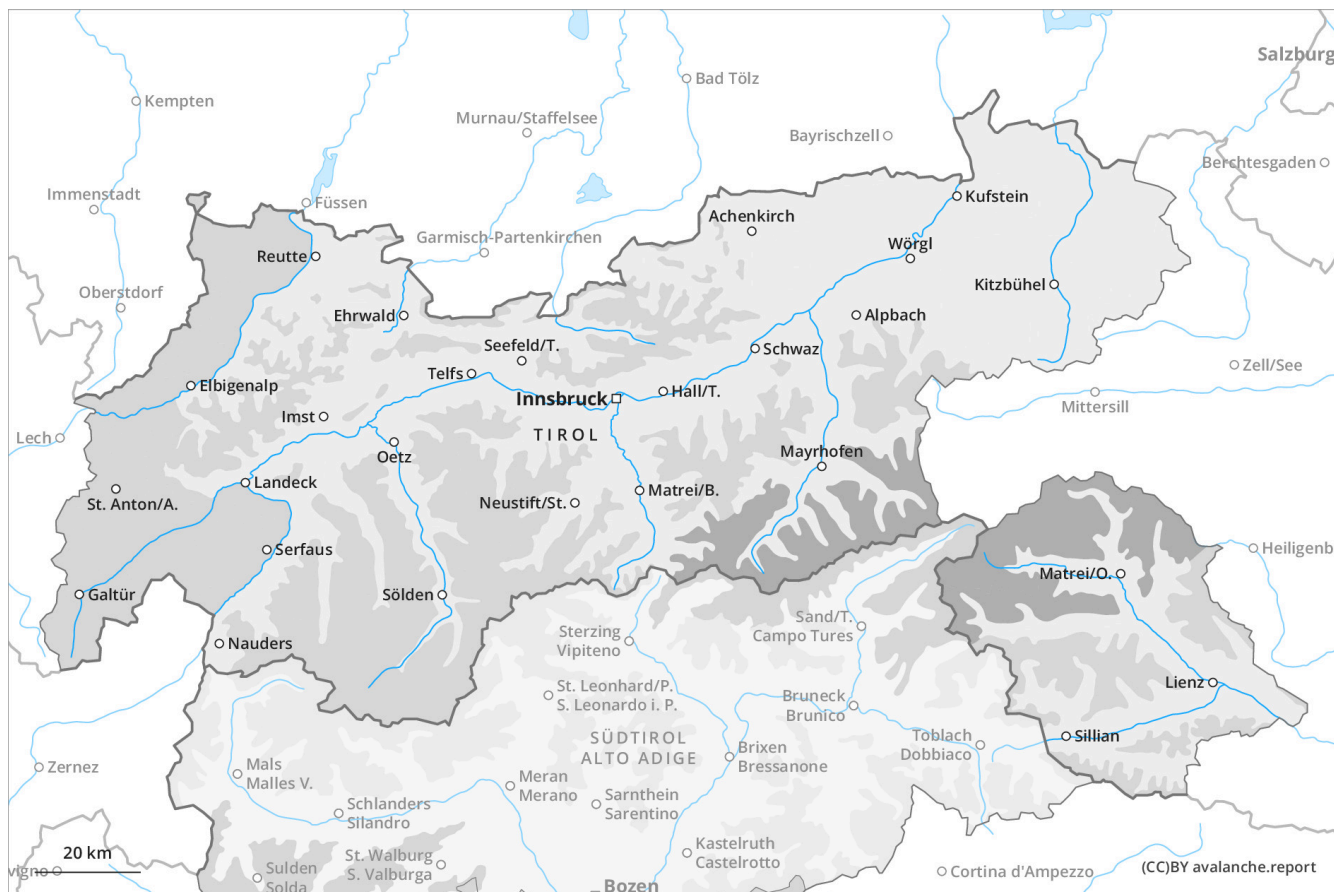 Salzburg
Kempten
Bad Tölz
Murnau/Staffelsee
Bayrischzell
Berchtesgaden
Immenstadt
Füssen
Kufstein
Achenkirch
Garmisch-Partenkirchen
Wörgl
Reutte
Kitzbühel
Oberstdorf
Ehrwald
Alpbach
Seefeld/T.
Schwaz
Zell/See
Telfs
Elbigenalp
Hall/T.
Innsbruck
Mittersill
Imst
TIROL
Lech
Oetz
Mayrhofen
Landeck
Matrei/B.
St. Anton/A.
Neustift/St.
Serfaus
Heiligenb
Matrei/O.
Galtür
Sölden
Sand/T.
Campo Tures
Sterzing
Vipiteno
Nauders
Lienz
St. Leonhard/P.
S. Leonardo i. P.
Bruneck
Brunico
Sillian
SÜDTIROL
ALTO ADIGE
Toblach
Dobbiaco
Brixen
Bressanone
Zernez
Mals
Malles V.
Meran
Merano
Schlanders
Silandro
Sarnthein
Sarentino
Kastelruth
Castelrotto
20 km
St. Walburg
S. Valburga
vigno
Sulden
Solda
Cortina d'Ampezzo
(CC)BY avalanche.report
Bozen